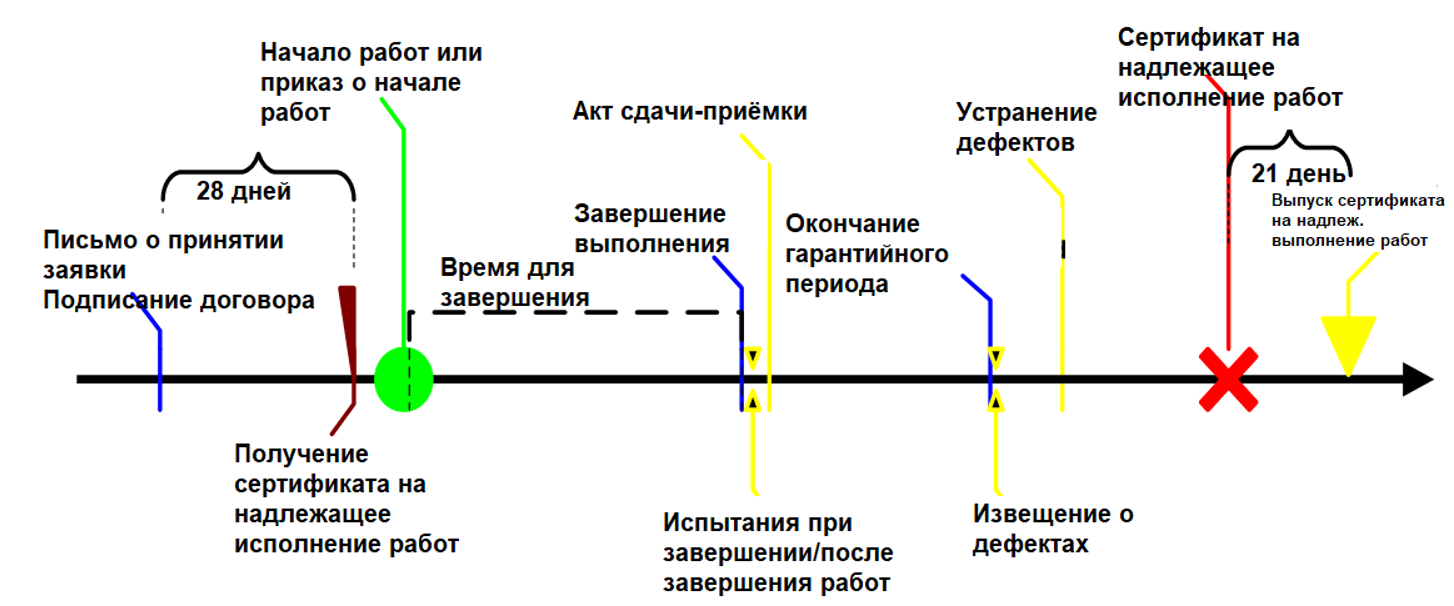 Начало работ или
приказ о начале
работ
28 дней
Письмо о принятии
заявки
Подписание договора
Получение
сертификата на
надлежащее
исполнение работ
Время для
завершения
Акт сдачи-приёмки
Завершение
выполнения
Испытания при
завершении/после
завершения работ
Окончание
гарантийного
периода
Устранение
дефектов
Извещение о
дефектах
Сертификат на
надлежащее
исполнение работ
21 день
Выпуск сертификата
на надлеж.
выполнение работ